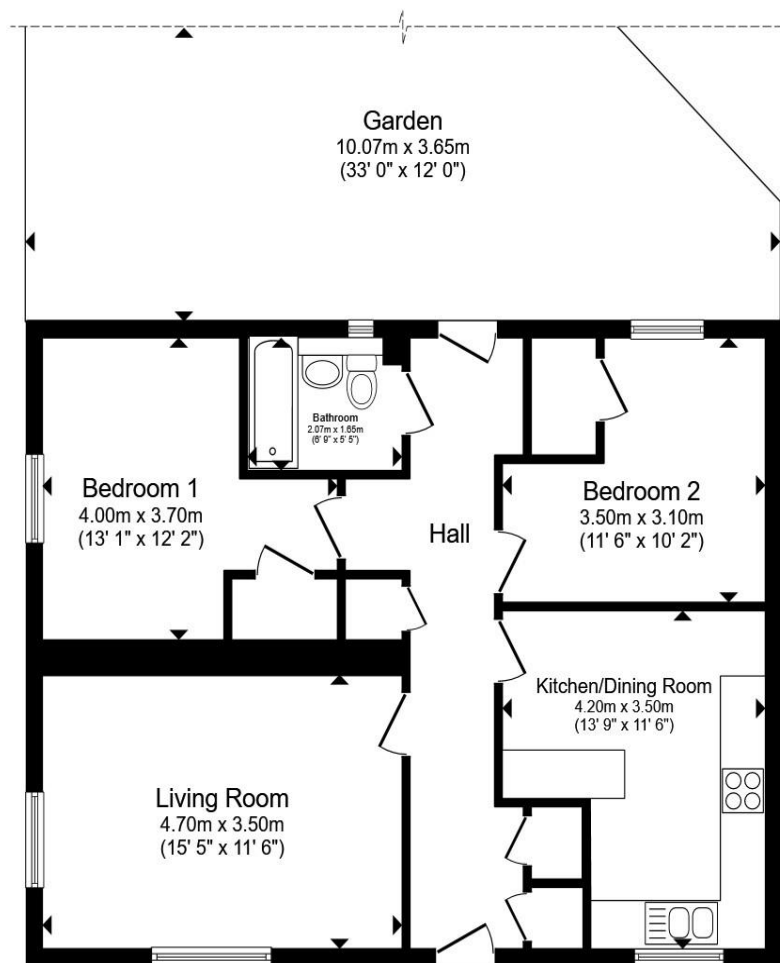 Garden
10.07m x 3.65m
(33' 0" x 12' 0")
Bathroom
2.07m x 1.65m
(6' 9" x 5' 5")
Bedroom 1
4.00m x 3.70m
(13' 1" x 12' 2")
Bedroom 2
3.50m x 3.10m
(11' 6" x 10' 2")
Hall
Kitchen/Dining Room
4.20m x 3.50m
(13' 9" x 11' 6")
Living Room
4.70m x 3.50m
(15' 5" x 11' 6")